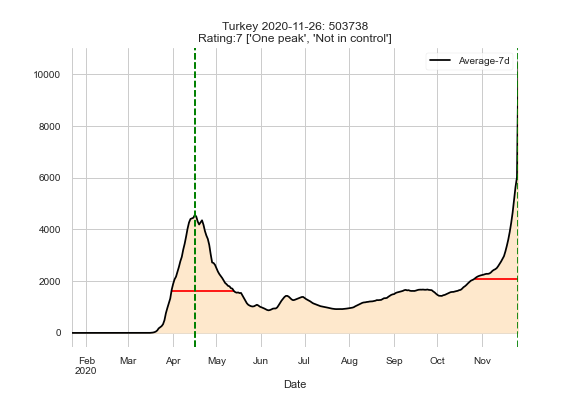 Turkey 2020-11-26: 503738
Rating:7 ['One peak', 'Not in control']
Average-7d
10000
8000
6000
4000
2000
0
Feb Mar Apr May Jun Jul Aug Sep Oct Nov
2020
Date